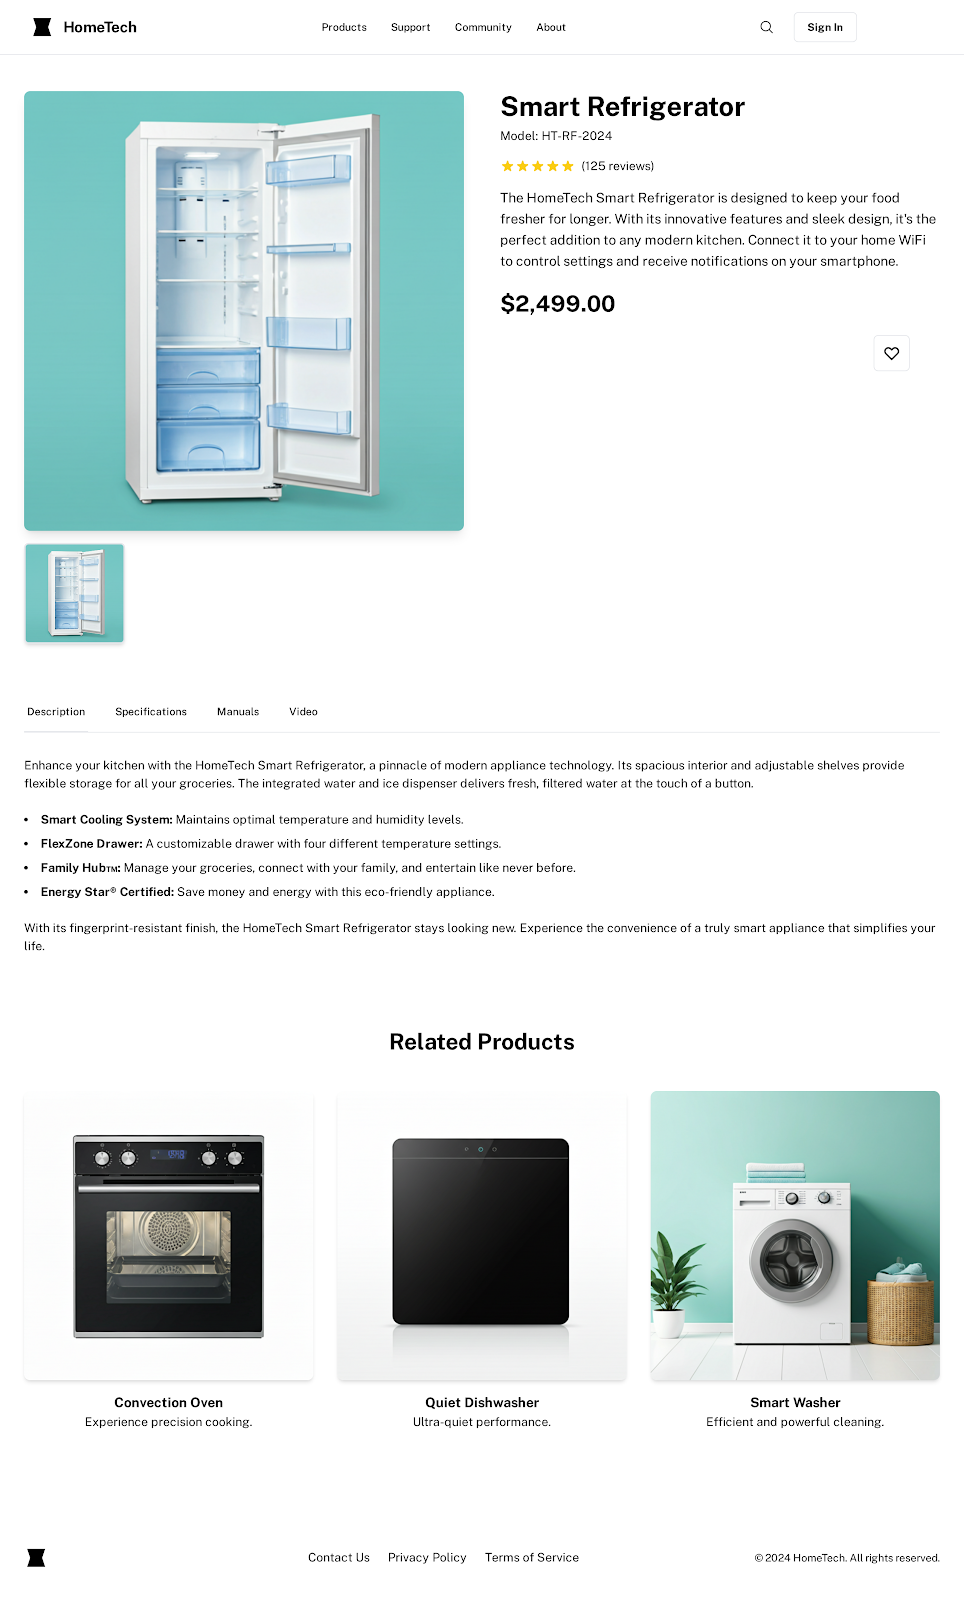 HomeTech
Products
Support
Community
About
Sign In
Smart Refrigerator
Model: HT-RF-2024
(125 reviews)
The HomeTech Smart Refrigerator is designed to keep your food
fresher for longer. With its innovative features and sleek design, it's the
perfect addition to any modern kitchen. Connect it to your home WiFi
to control settings and receive notifications on your smartphone.
$2,499.00
Description
Specifications
Manuals
Video
Enhance your kitchen with the HomeTech Smart Refrigerator, a pinnacle of modern appliance technology. Its spacious interior and adjustable shelves provide
flexible storage for all your groceries. The integrated water and ice dispenser delivers fresh, filtered water at the touch of a button.
• Smart Cooling System: Maintains optimal temperature and humidity levels.
• FlexZone Drawer: A customizable drawer with four different temperature settings.
• Family Hub™: Manage your groceries, connect with your family, and entertain like never before.
• Energy Star® Certified: Save money and energy with this eco-friendly appliance.
With its fingerprint-resistant finish, the HomeTech Smart Refrigerator stays looking new. Experience the convenience of a truly smart appliance that simplifies your
life.
Related Products
Convection Oven
Experience precision cooking.
Quiet Dishwasher
Ultra-quiet performance.
Smart Washer
Efficient and powerful cleaning.
Contact Us
Privacy Policy
Terms of Service
© 2024 HomeTech. All rights reserved.